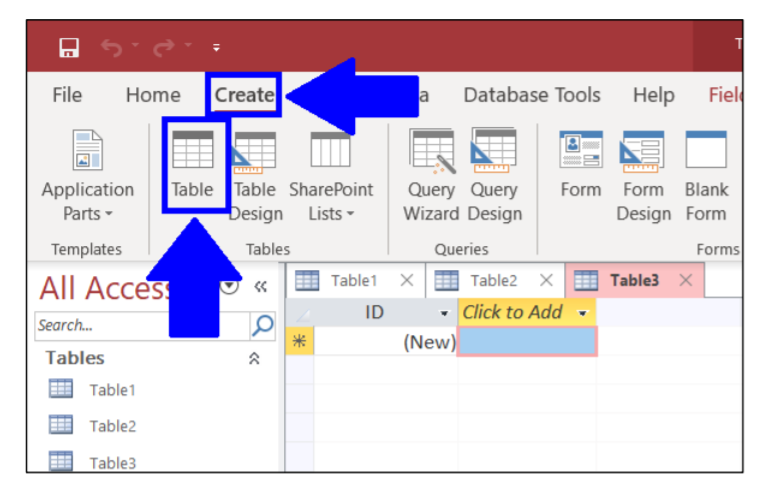 T
File Home Create a Database Tools Help Field
Application Parts
Table
Table Design
SharePoint Lists
Query Wizard
Query Design
Form
Form Design
Blank Form
Templates Tables Queries Forms
All Access
Table1 Table2 Table3
Search...
ID Click to Add
(New)
Tables
Table1
Table2
Table3